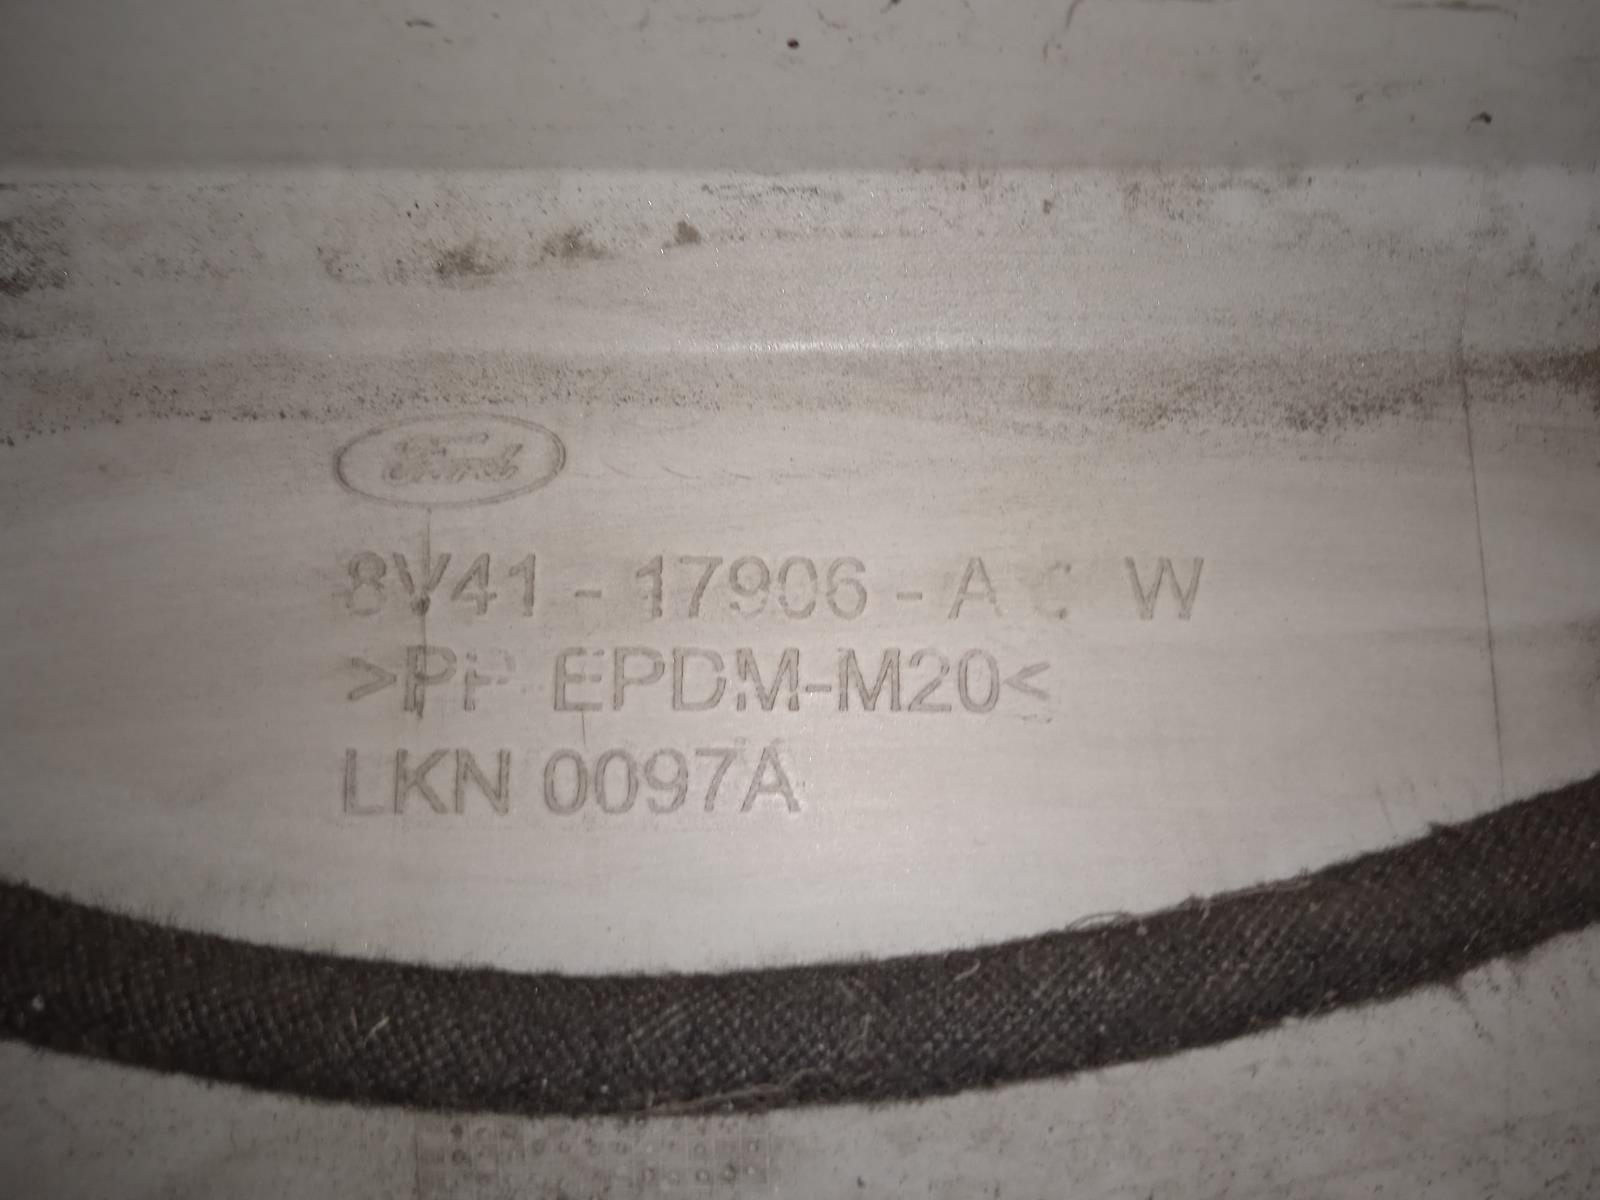 Ford
8V41-17906-A W
>PP EPDM-M20<
LKN 0097A